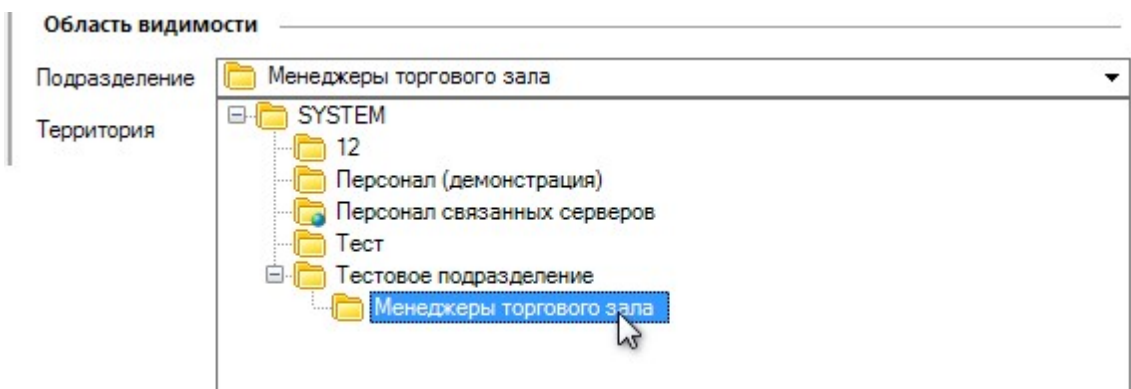 Область видимости
Подразделение Менеджеры торгового зала
SYSTEM
Территория
12
Персонал (демонстрация)
Персонал связанных серверов
Тест
Тестовое подразделение
Менеджеры торгового зала